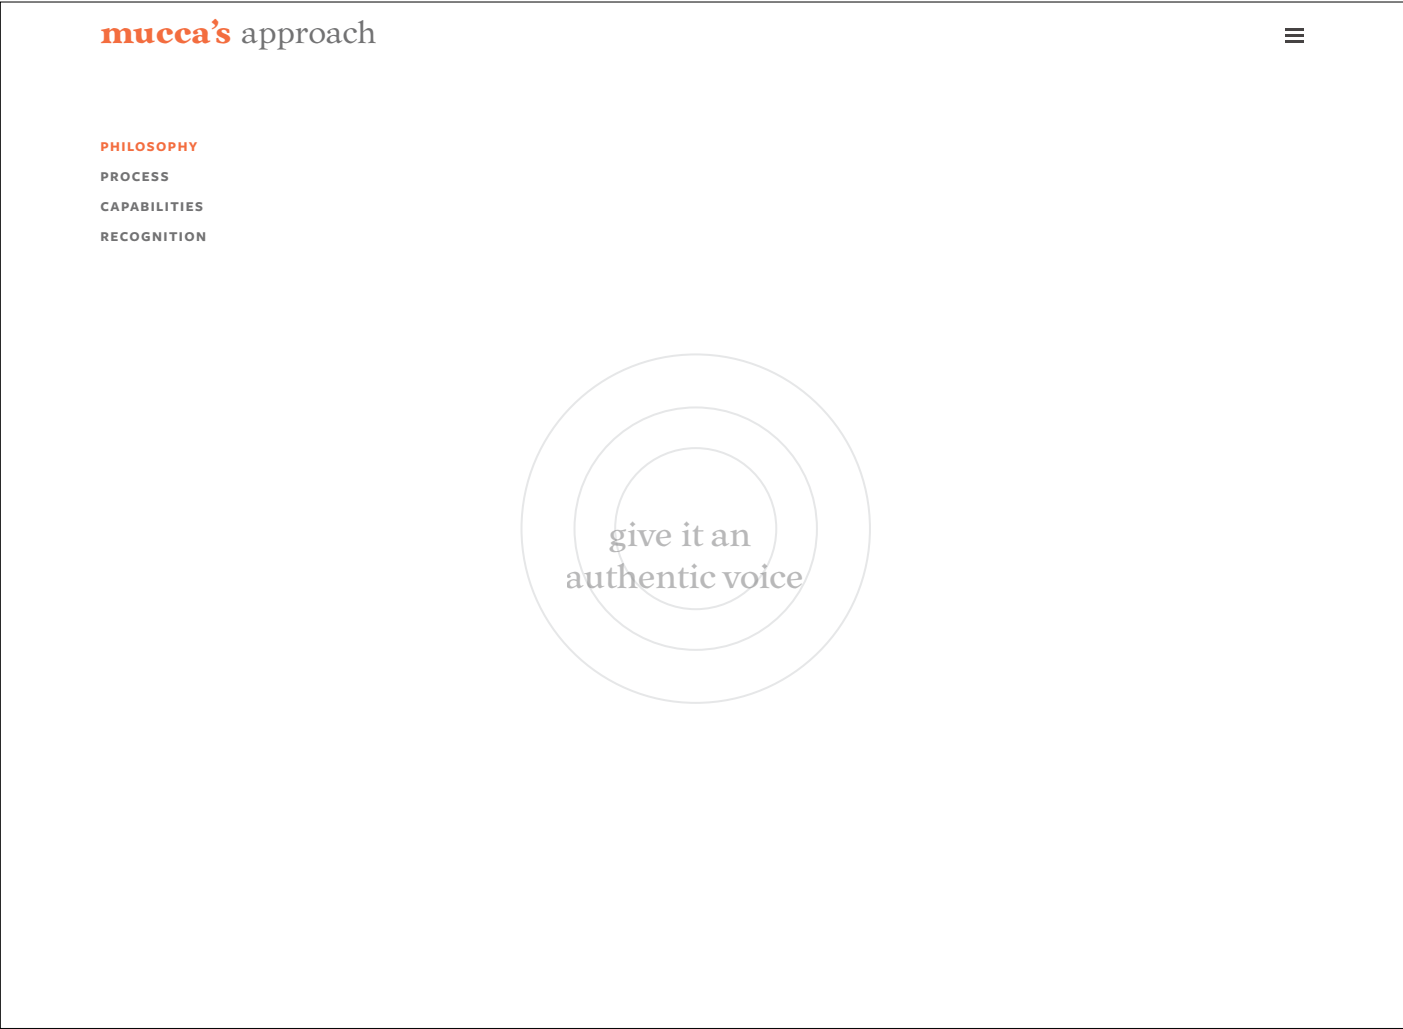 mucca’s approach
PHILOSOPHY
PROCESS
CAPABILITIES
RECOGNITION
give it an
authentic voice